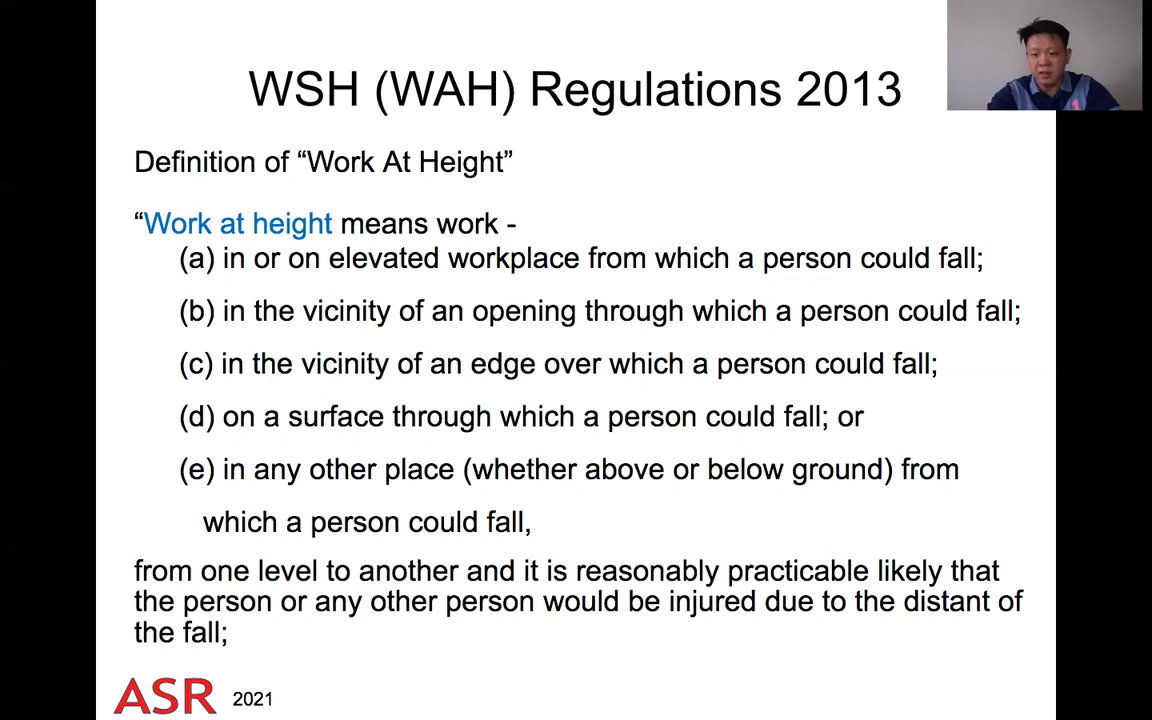 WSH (WAH) Regulations 2013
Definition of “Work At Height”
“Work at height means work -
(a) in or on elevated workplace from which a person could fall;
(b) in the vicinity of an opening through which a person could fall;
(c) in the vicinity of an edge over which a person could fall;
(d) on a surface through which a person could fall; or
(e) in any other place (whether above or below ground) from
which a person could fall,
from one level to another and it is reasonably practicable likely that
the person or any other person would be injured due to the distant of
the fall;
ASR 2021